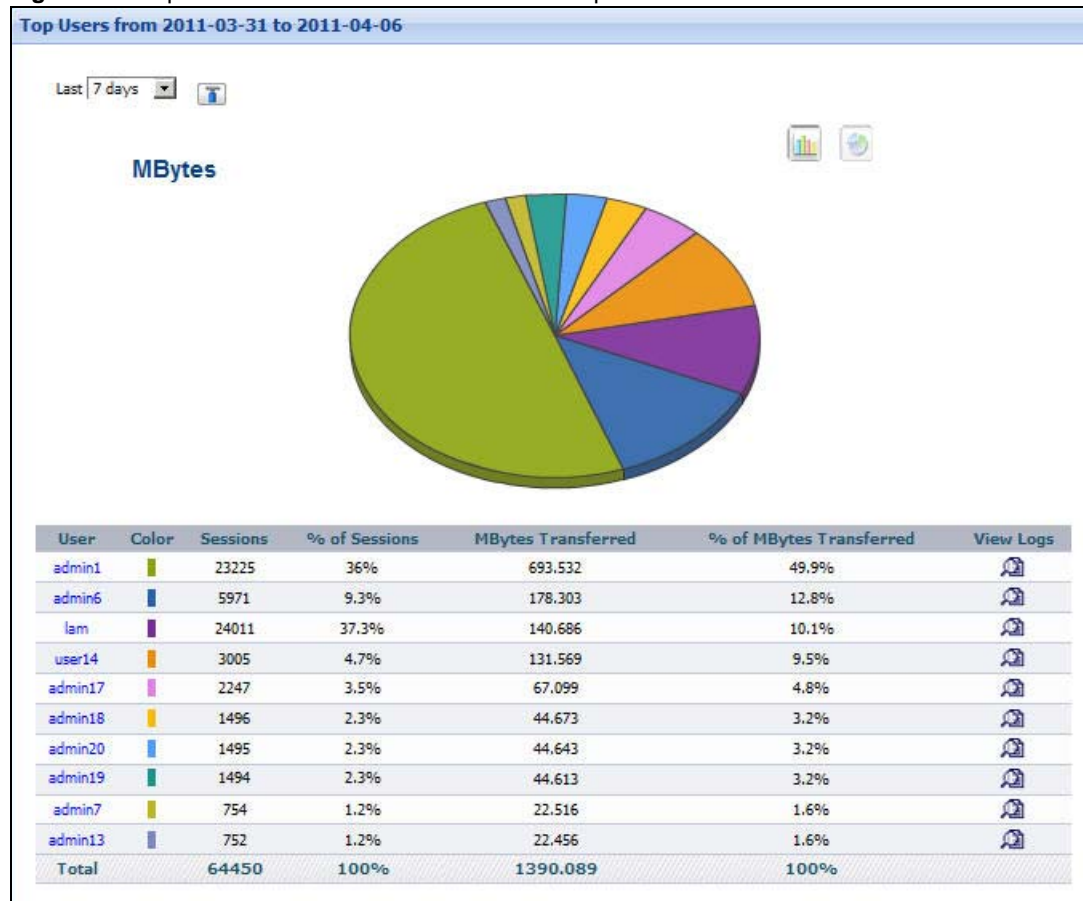 Top Users from 2011-03-31 to 2011-04-06
Last 7 days
MBytes
User Color Sessions % of Sessions MBytes Transferred % of MBytes Transferred View Logs
admin1 23225 36% 693.532 49.9%
admin6 5971 9.3% 178.303 12.8%
lam 24011 37.3% 140.686 10.1%
user14 3005 4.7% 131.569 9.5%
admin17 2247 3.5% 67.099 4.8%
admin18 1496 2.3% 44.673 3.2%
admin20 1495 2.3% 44.643 3.2%
admin19 1494 2.3% 44.613 3.2%
admin7 754 1.2% 22.516 1.6%
admin13 752 1.2% 22.456 1.6%
Total 64450 100% 1390.089 100%